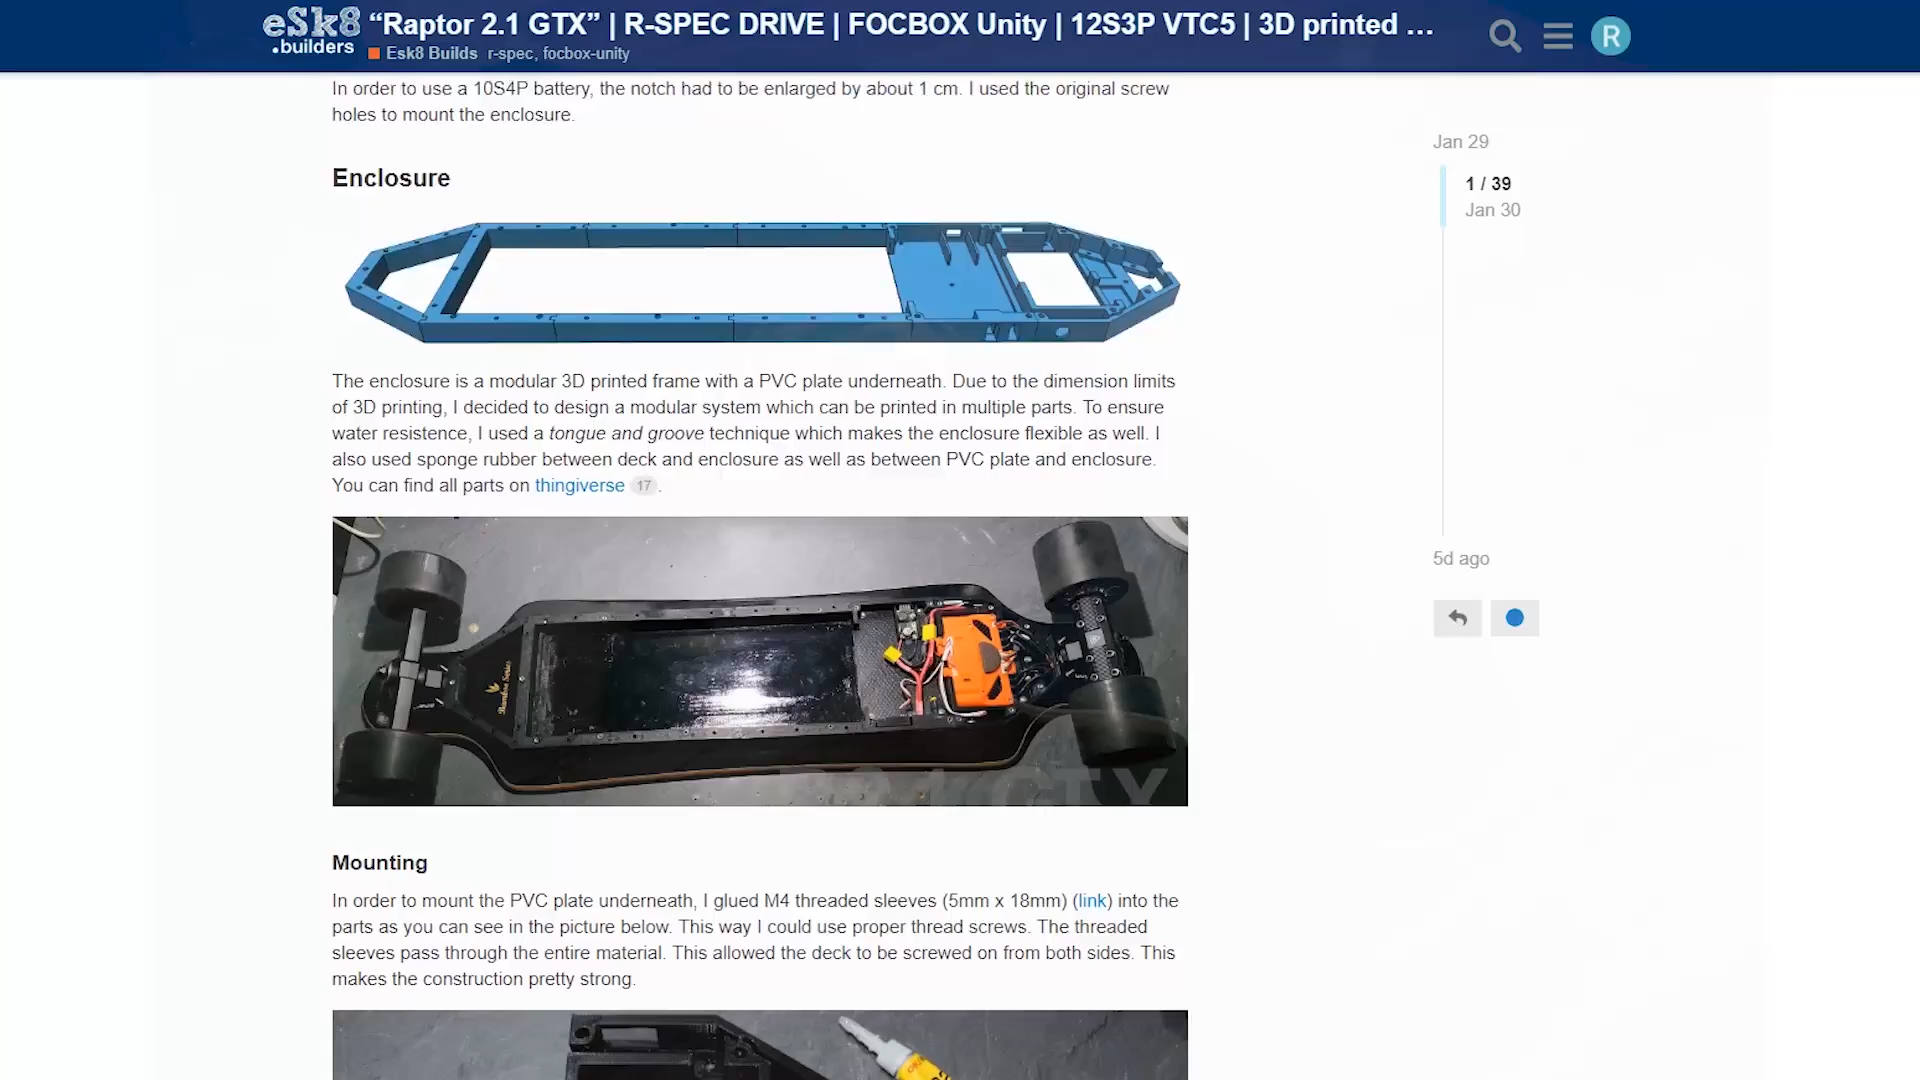 eSk8
.builders
“Raptor 2.1 GTX” | R-SPEC DRIVE | FOCBOX Unity | 12S3P VTC5 | 3D printed ...
Esk8 Builds r-spec, focbox-unity
R
In order to use a 10S4P battery, the notch had to be enlarged by about 1 cm. I used the original screw
holes to mount the enclosure.
Jan 29
1 / 39
Jan 30
Enclosure
The enclosure is a modular 3D printed frame with a PVC plate underneath. Due to the dimension limits
of 3D printing, I decided to design a modular system which can be printed in multiple parts. To ensure
water resistence, I used a tongue and groove technique which makes the enclosure flexible as well. I
also used sponge rubber between deck and enclosure as well as between PVC plate and enclosure.
You can find all parts on thingiverse 17 .
5d ago
Bamboo Series
Mounting
In order to mount the PVC plate underneath, I glued M4 threaded sleeves (5mm x 18mm) (link) into the
parts as you can see in the picture below. This way I could use proper thread screws. The threaded
sleeves pass through the entire material. This allowed the deck to be screwed on from both sides. This
makes the construction pretty strong.